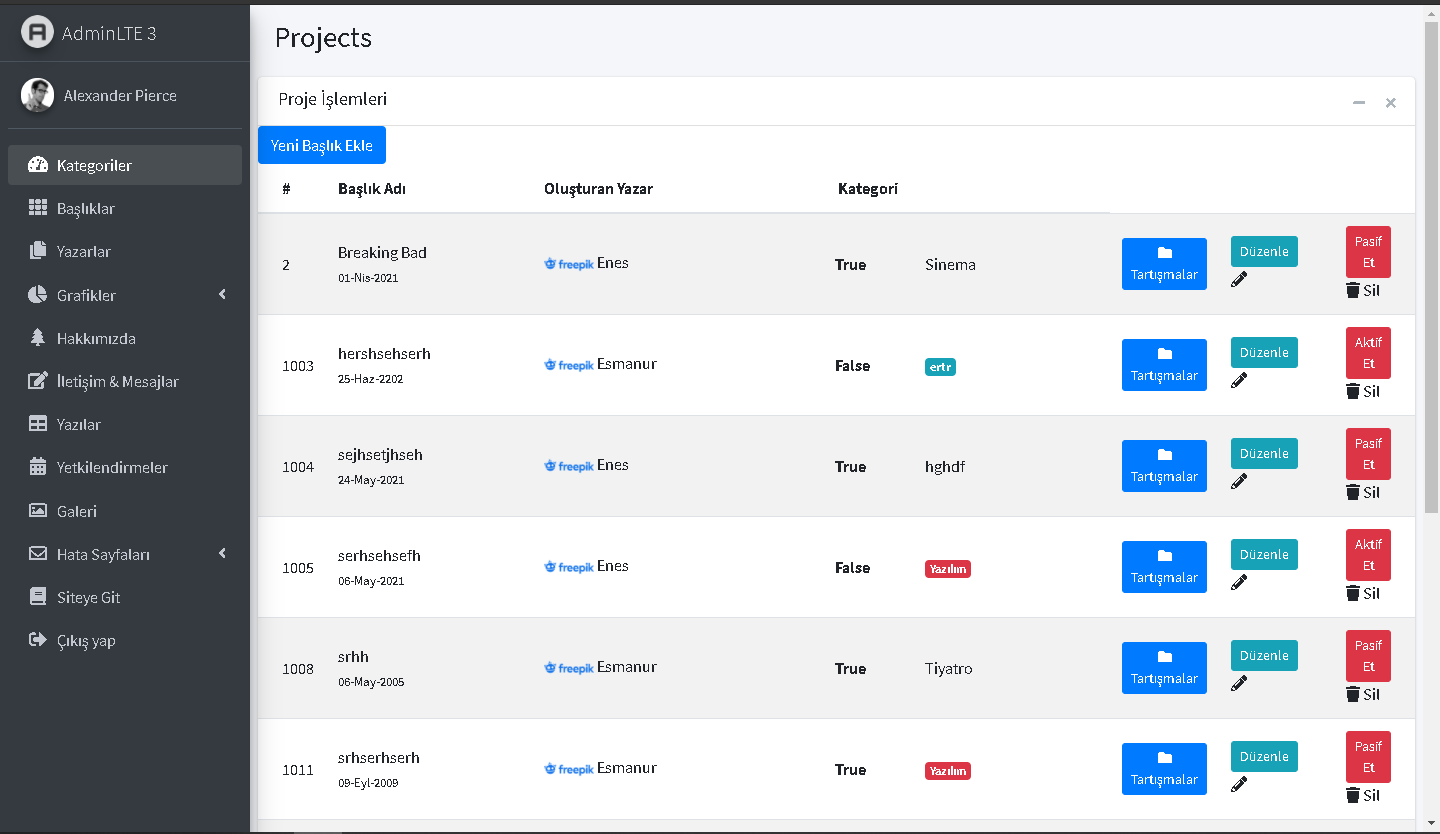 AdminLTE 3
Alexander Pierce
Kategoriler
Başlıklar
Yazarlar
Grafikler
Hakkımızda
İletişim & Mesajlar
Yazılar
Yetkilendirmeler
Galeri
Hata Sayfaları
Siteye Git
Çıkış yap
Projects
Proje İşlemleri
Yeni Başlık Ekle
# Başlık Adı Oluşturan Yazar Kategori
2 Breaking Bad freepik Enes True Sinema Tartışmalar Düzenle Pasif Et
01-Nis-2021 Sil
1003 hershsehserh freepik Esmanur False ertr Tartışmalar Düzenle Aktif Et
25-Haz-2202 Sil
1004 sejhsetjhseh freepik Enes True hghdf Tartışmalar Düzenle Pasif Et
24-May-2021 Sil
1005 serhsehsefh freepik Enes False Yazılım Tartışmalar Düzenle Aktif Et
06-May-2021 Sil
1008 srhh freepik Esmanur True Tiyatro Tartışmalar Düzenle Pasif Et
06-May-2005 Sil
1011 srhserhserh freepik Esmanur True Yazılım Tartışmalar Düzenle Pasif Et
09-Eyl-2009 Sil